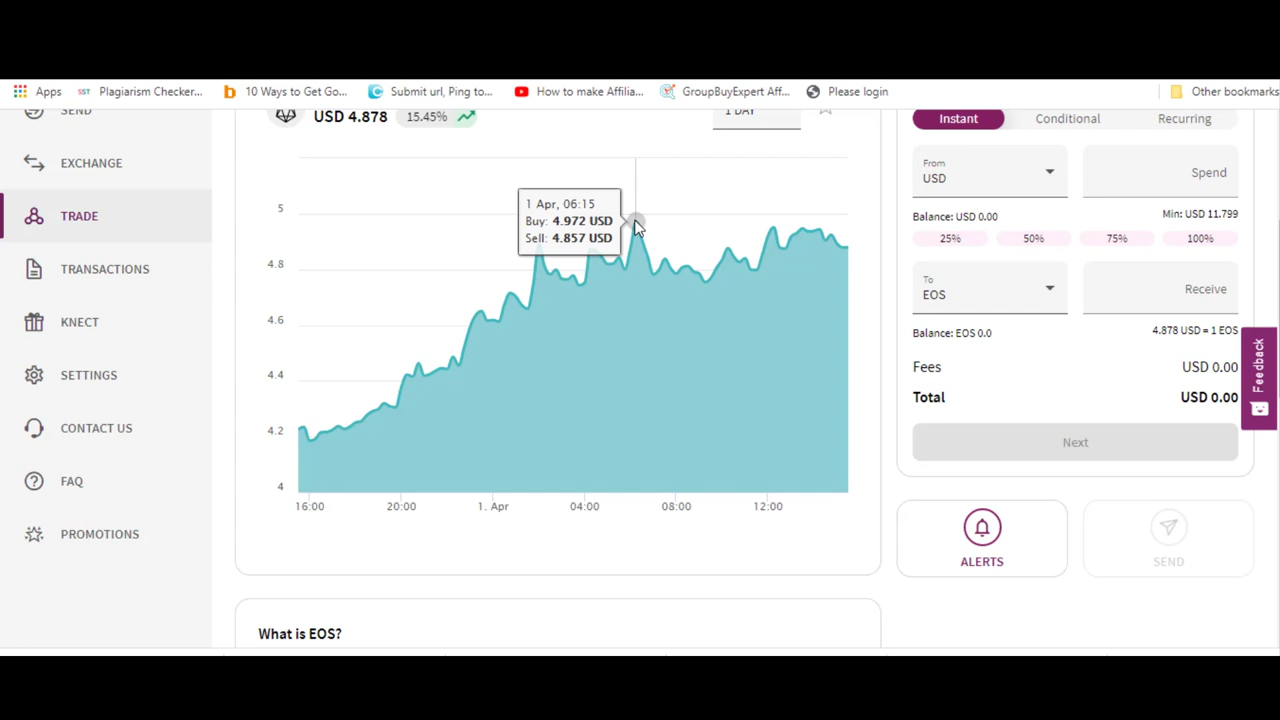 Apps
Plagiarism Checker...
10 Ways to Get Go...
Submit url, Ping to...
How to make Affilia...
GroupBuyExpert Aff...
Please login
Other bookmarks
SEND
EXCHANGE
TRADE
TRANSACTIONS
KNECT
SETTINGS
CONTACT US
FAQ
PROMOTIONS
USD 4.878
15.45%
1 DAY
1 Apr, 06:15
Buy: 4.972 USD
Sell: 4.857 USD
5
4.8
4.6
4.4
4.2
4
16:00
20:00
1. Apr
04:00
08:00
12:00
What is EOS?
Instant
Conditional
Recurring
From
USD
Spend
Balance: USD 0.00
Min: USD 11.799
25%
50%
75%
100%
To
EOS
Receive
Balance: EOS 0.0
4.878 USD = 1 EOS
Fees
USD 0.00
Total
USD 0.00
Next
ALERTS
SEND
Feedback